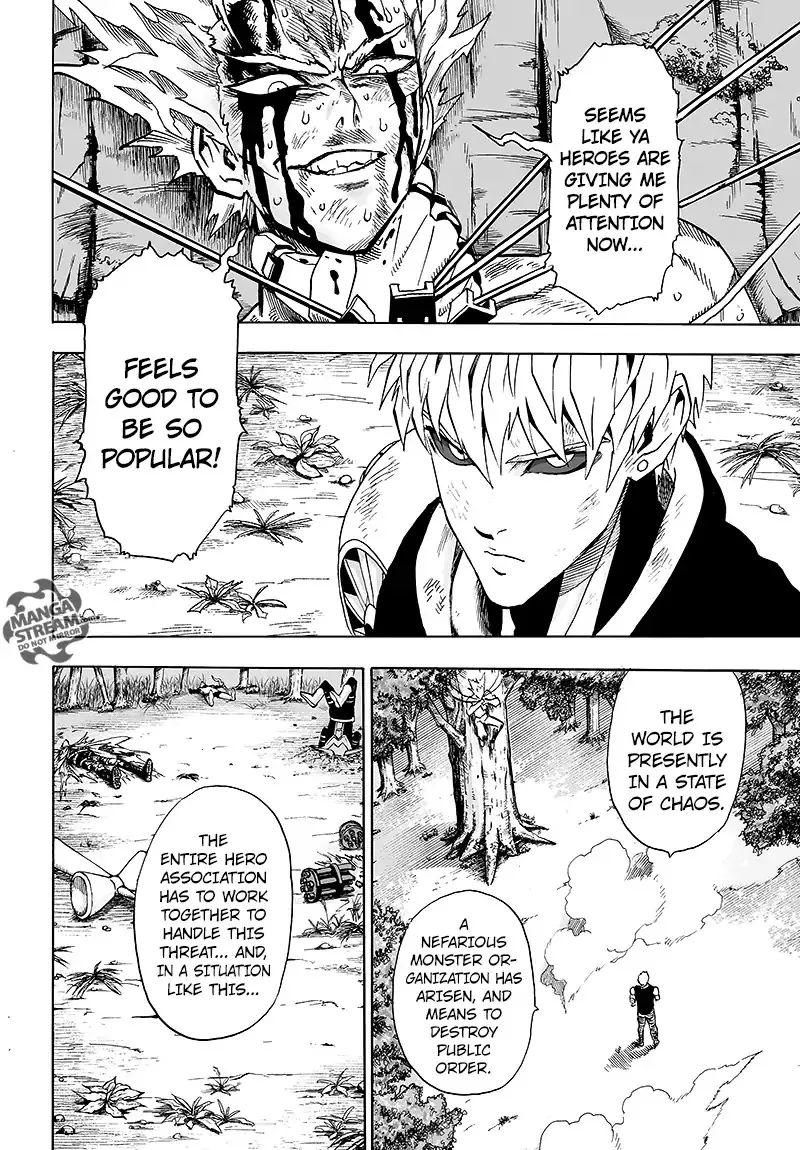 SEEMS
LIKE YA
HEROES ARE
GIVING ME
PLENTY OF
ATTENTION
NOW...
FEELS
GOOD TO
BE SO
POPULAR!
MANGA
STREAM.com
DO NOT MIRROR
THE
WORLD IS
PRESENTLY
IN A STATE
OF CHAOS.
A
NEFARIOUS
MONSTER OR-
GANIZATION HAS
ARISEN, AND
MEANS TO
DESTROY
PUBLIC
ORDER.
THE
ENTIRE HERO
ASSOCIATION
HAS TO WORK
TOGETHER TO
HANDLE THIS
THREAT... AND,
IN A SITUATION
LIKE THIS...